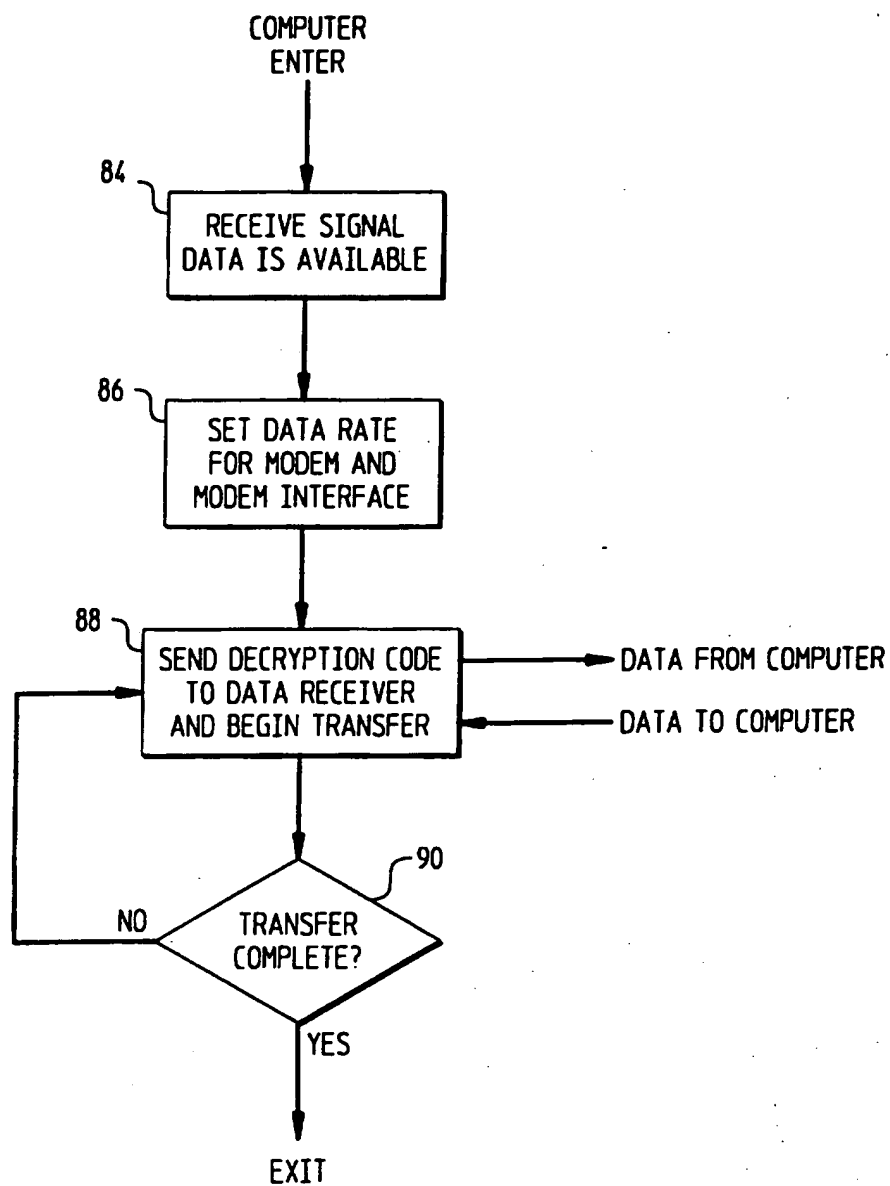 COMPUTER
ENTER
84
RECEIVE SIGNAL
DATA IS AVAILABLE
86
SET DATA RATE
FOR MODEM AND
MODEM INTERFACE
88
SEND DECRYPTION CODE
TO DATA RECEIVER
AND BEGIN TRANSFER
DATA FROM COMPUTER
DATA TO COMPUTER
90
NO
TRANSFER
COMPLETE?
YES
EXIT